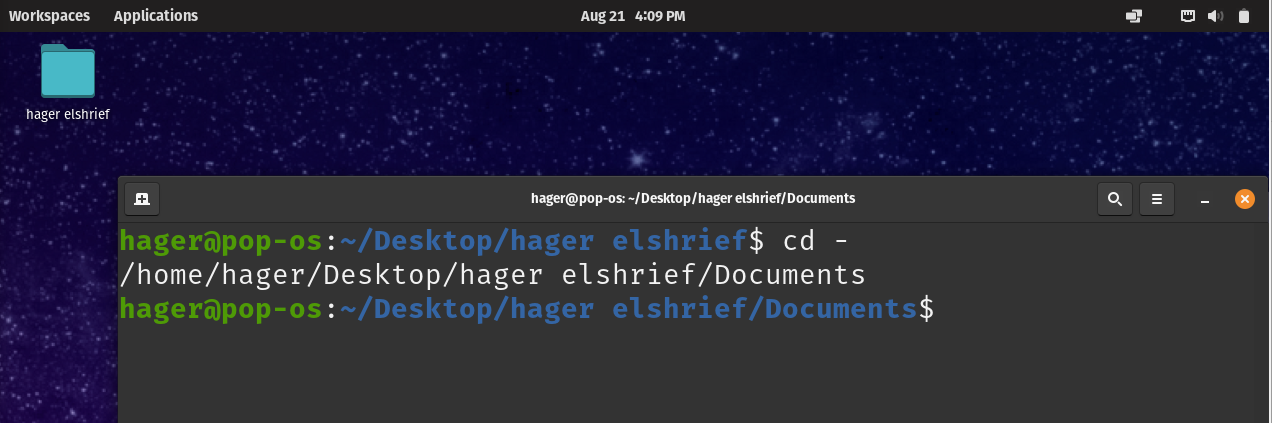 Workspaces Applications Aug 21 4:09 PM
hager elshrief
hager@pop-os: ~/Desktop/hager elshrief/Documents
hager@pop-os:~/Desktop/hager elshrief$ cd -
/home/hager/Desktop/hager elshrief/Documents
hager@pop-os:~/Desktop/hager elshrief/Documents$